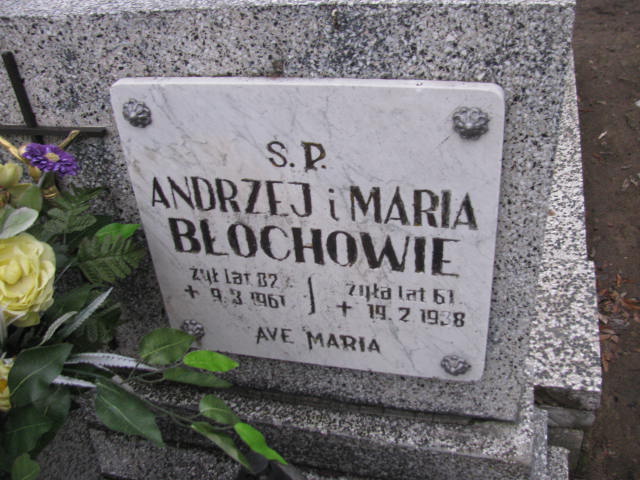 S.P.
ANDRZEJ i MARIA
BŁOCHOWIE
żył lat 82 żyła lat 61
+ 9.3 1961 + 19.2 1938
AVE MARIA